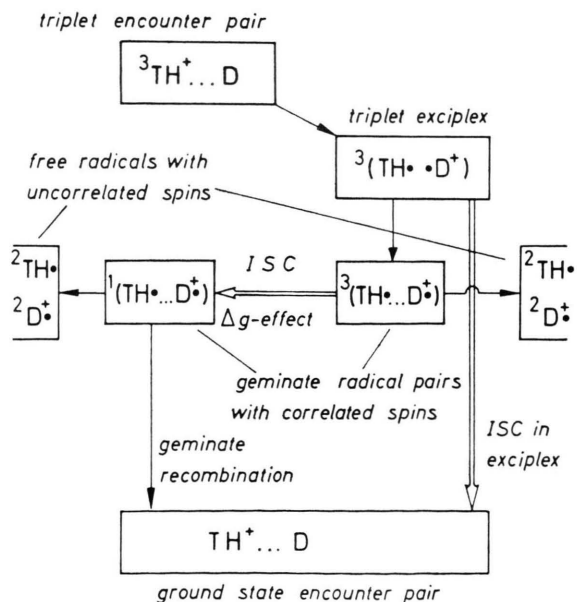 triplet encounter pair
³TH⁺... D
triplet exciplex
³(TH• •D⁺)
free radicals with
uncorrelated spins
²TH•
²D⁺•
¹(TH•...D⁺•)
ISC
Δg-effect
³(TH•...D⁺•)
²TH•
²D⁺•
geminate radical pairs
with correlated spins
geminate
recombination
ISC in
exciplex
TH⁺... D
ground state encounter pair